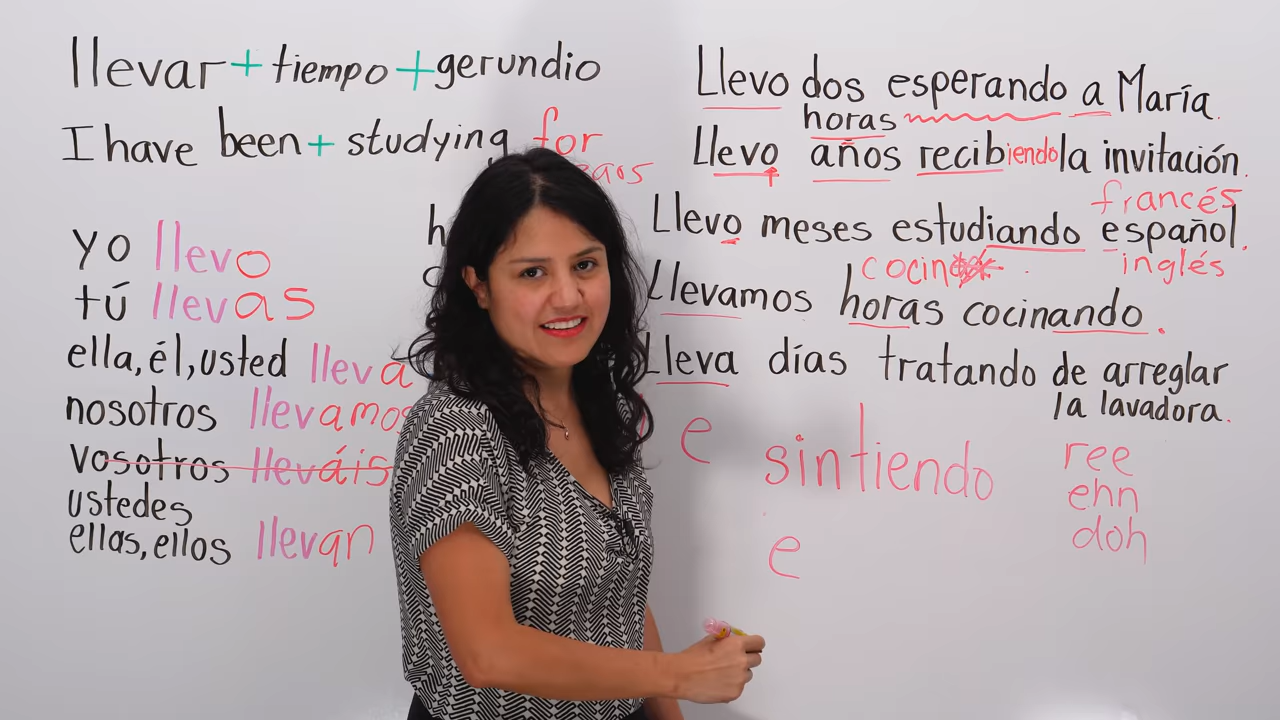 llevar + tiempo + gerundio
I have been + studying for
yo llevo
tú llevas
ella, él, usted lleva
nosotros llevamos
vosotros lleváis
ustedes
ellas, ellos llevan
Llevo dos esperando a María.
horas
Llevo años recibiendo la invitación.
francés
Llevo meses estudiando español.
inglés
Llevamos horas cocinando.
Lleva días tratando de arreglar
la lavadora.
e
sintiendo
e
ree
ehn
doh